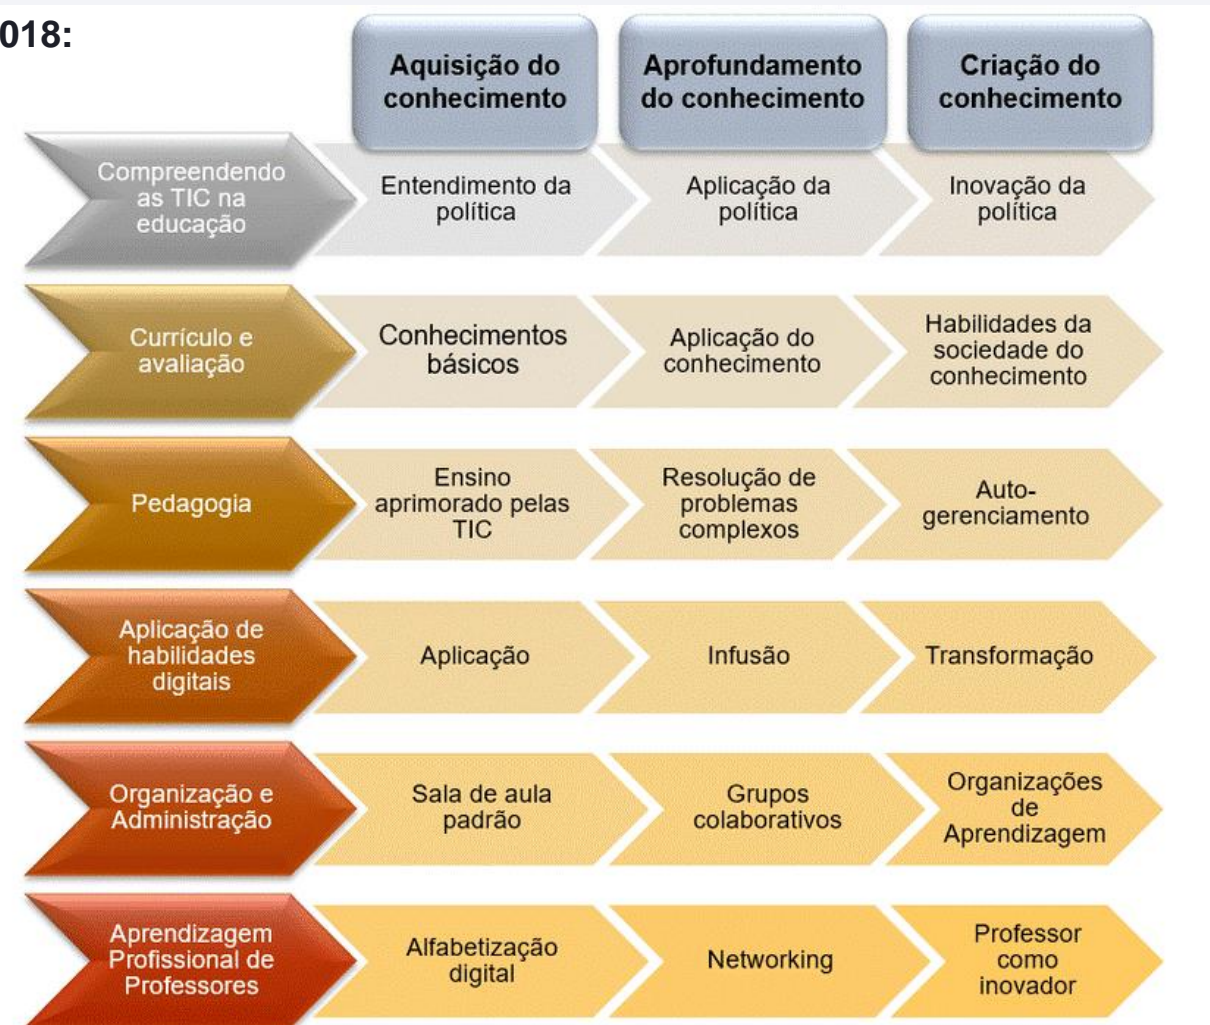 018:
Aquisição do
conhecimento
Aprofundamento
do conhecimento
Criação do
conhecimento
Compreendendo
as TIC na
educação
Entendimento da
política
Aplicação da
política
Inovação da
política
Currículo e
avaliação
Conhecimentos
básicos
Aplicação do
conhecimento
Habilidades da
sociedade do
conhecimento
Pedagogia
Ensino
aprimorado pelas
TIC
Resolução de
problemas
complexos
Auto-
gerenciamento
Aplicação de
habilidades
digitais
Aplicação
Infusão
Transformação
Organização e
Administração
Sala de aula
padrão
Grupos
colaborativos
Organizações
de
Aprendizagem
Aprendizagem
Profissional de
Professores
Alfabetização
digital
Networking
Professor
como
inovador